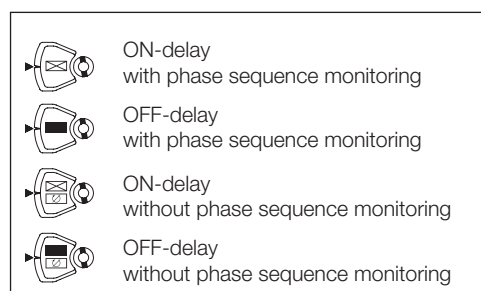 ON-delay
with phase sequence monitoring
OFF-delay
with phase sequence monitoring
ON-delay
without phase sequence monitoring
OFF-delay
without phase sequence monitoring